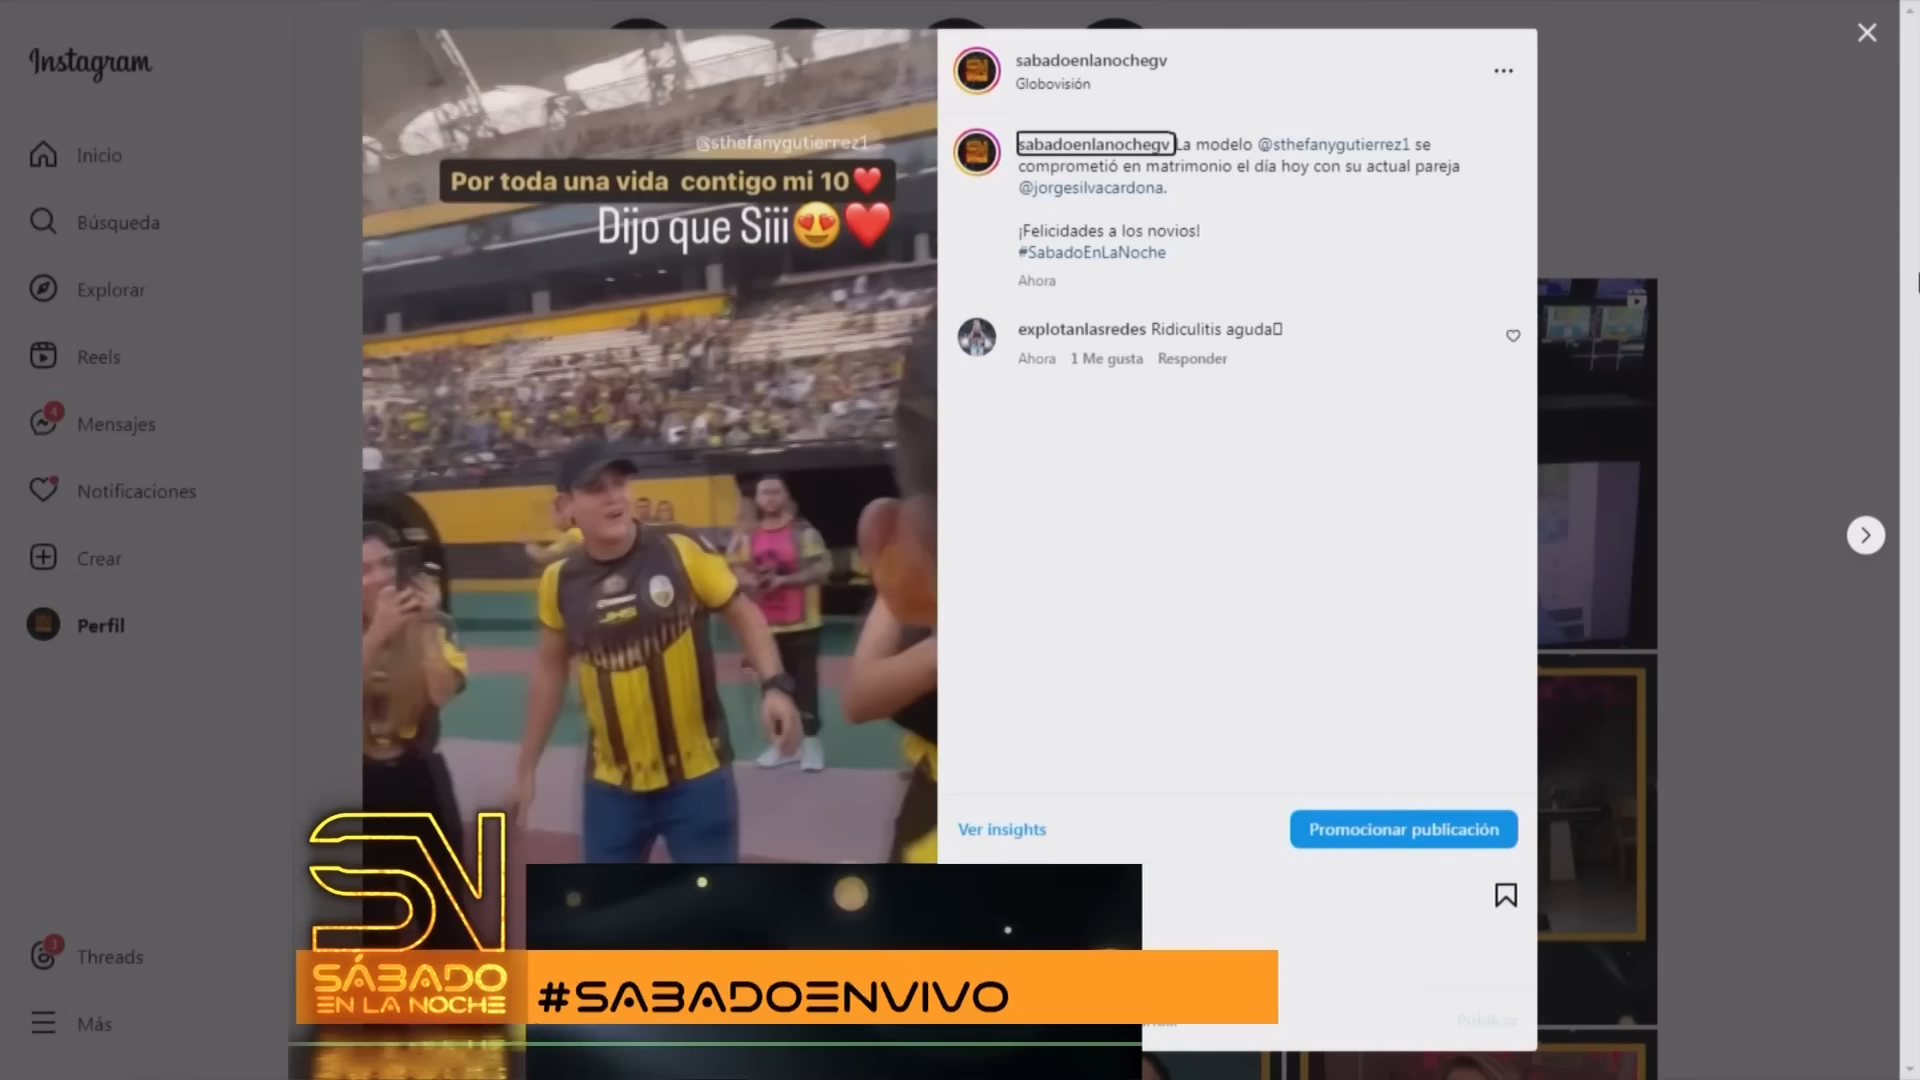 Instagram
Inicio
Búsqueda
Explorar
Reels
4
Mensajes
Notificaciones
Crear
Perfil
Threads
Más
@sthefanygutierrez1
Por toda una vida contigo mi 10❤️
Dijo que Siii😍❤️
sabadoenlanochegv
Globovisión
sabadoenlanochegv La modelo @sthefanygutierrez1 se
comprometió en matrimonio el día hoy con su actual pareja
@jorgesilvacardona.
¡Felicidades a los novios!
#SabadoEnLaNoche
Ahora
explotanlasredes Ridiculitis aguda
Ahora 1 Me gusta Responder
Ver insights
Promocionar publicación
Publicar
SN
SÁBADO
EN LA NOCHE
#SABADOENVIVO